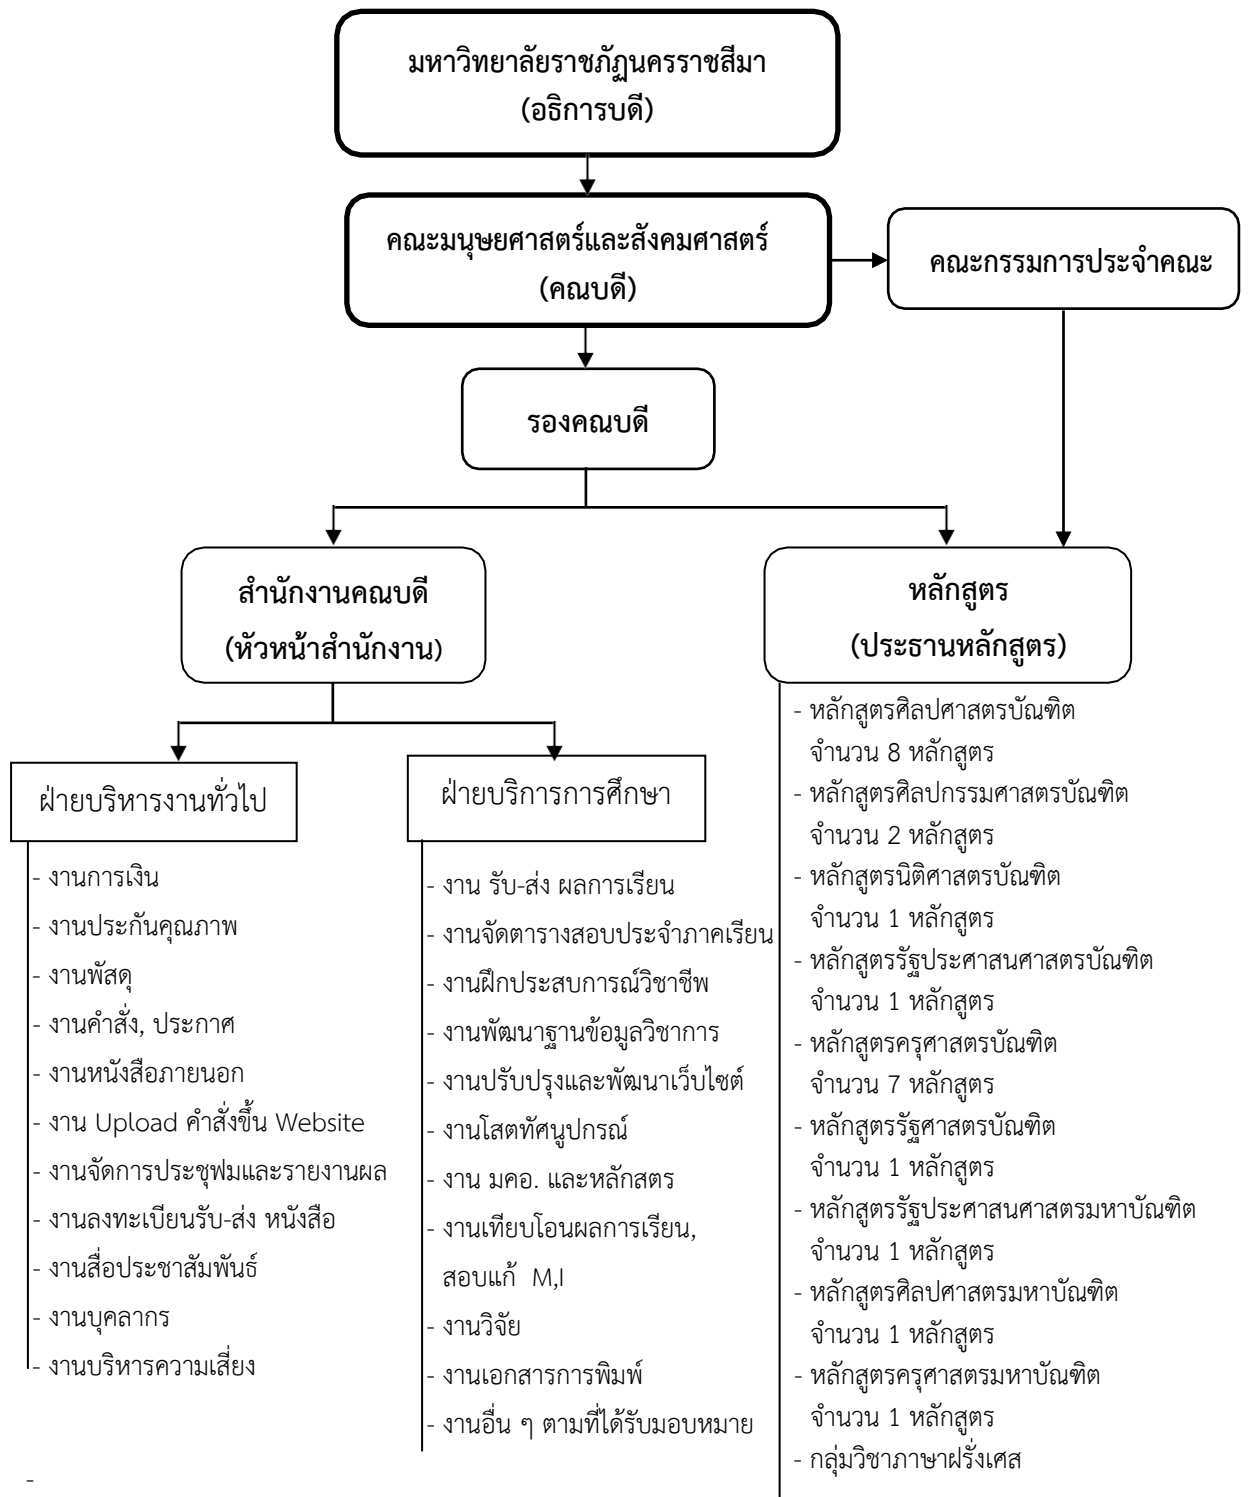 มหาวิทยาลัยราชภัฏนครราชสีมา
(อธิการบดี)
คณะมนุษยศาสตร์และสังคมศาสตร์
(คณบดี)
คณะกรรมการประจำคณะ
รองคณบดี
สำนักงานคณบดี
(หัวหน้าสำนักงาน)
หลักสูตร
(ประธานหลักสูตร)
ฝ่ายบริหารงานทั่วไป
- งานการเงิน
- งานประกันคุณภาพ
- งานพัสดุ
- งานคำสั่ง, ประกาศ
- งานหนังสือภายนอก
- งาน Upload คำสั่งขึ้น Website
- งานจัดการประชุฟมและรายงานผล
- งานลงทะเบียนรับ-ส่ง หนังสือ
- งานสื่อประชาสัมพันธ์
- งานบุคลากร
- งานบริหารความเสี่ยง
-
ฝ่ายบริการการศึกษา
- งาน รับ-ส่ง ผลการเรียน
- งานจัดตารางสอบประจำภาคเรียน
- งานฝึกประสบการณ์วิชาชีพ
- งานพัฒนาฐานข้อมูลวิชาการ
- งานปรับปรุงและพัฒนาเว็บไซต์
- งานโสตทัศนูปกรณ์
- งาน มคอ. และหลักสตร
- งานเทียบโอนผลการเรียน,
สอบแก้ M,I
- งานวิจัย
- งานเอกสารการพิมพ์
- งานอื่น ๆ ตามที่ได้รับมอบหมาย
- หลักสูตรศิลปศาสตรบัณฑิต
จำนวน 8 หลักสูตร
- หลักสูตรศิลปกรรมศาสตรบัณฑิต
จำนวน 2 หลักสูตร
- หลักสูตรนิติศาสตรบัณฑิต
จำนวน 1 หลักสูตร
- หลักสูตรรัฐประศาสนศาสตรบัณฑิต
จำนวน 1 หลักสูตร
- หลักสูตรครุศาสตรบัณฑิต
จำนวน 7 หลักสูตร
- หลักสูตรรัฐศาสตรบัณฑิต
จำนวน 1 หลักสูตร
- หลักสูตรรัฐประศาสนศาสตรมหาบัณฑิต
จำนวน 1 หลักสูตร
- หลักสูตรศิลปศาสตรมหาบัณฑิต
จำนวน 1 หลักสูตร
- หลักสูตรครุศาสตรมหาบัณฑิต
จำนวน 1 หลักสูตร
- กลุ่มวิชาภาษาฝรั่งเศส